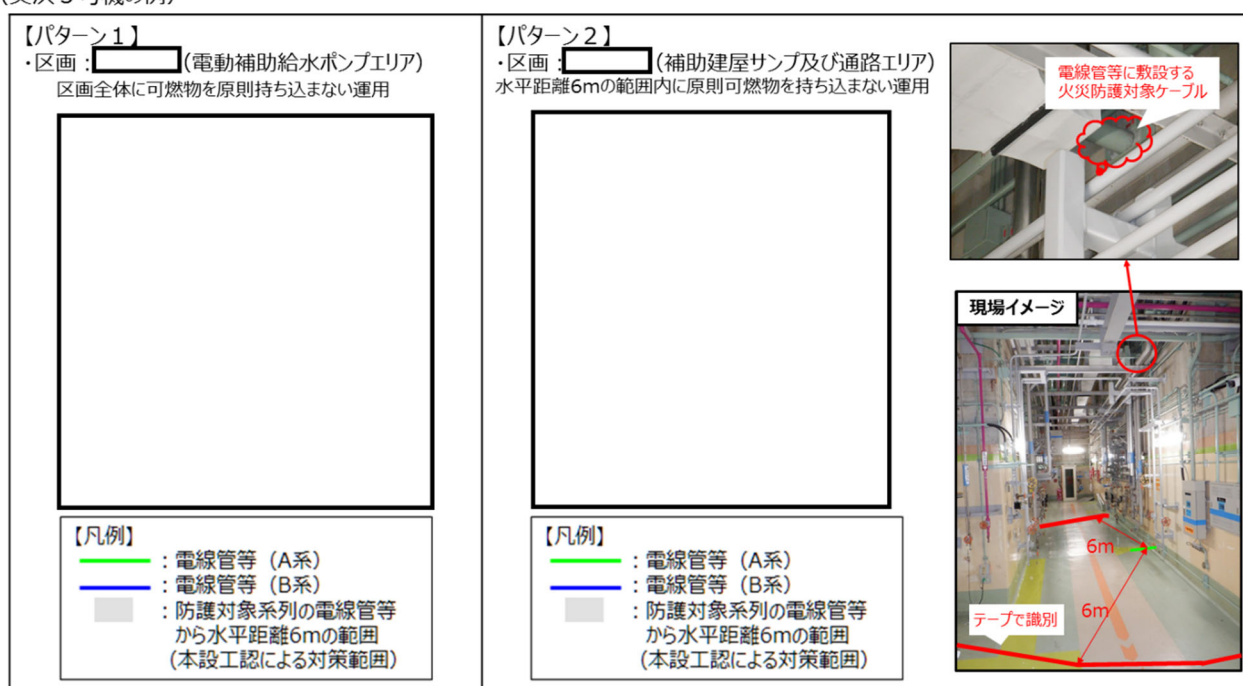 【パターン１】
・区画：(電動補助給水ポンプエリア)
区画全体に可燃物を原則持ち込まない運用
【凡例】
：電線管等（A系）
：電線管等（B系）
：防護対象系列の電線管等
から水平距離6mの範囲
（本設工認による対策範囲）
【パターン２】
・区画：(補助建屋サンプ及び通路エリア)
水平距離6mの範囲内に原則可燃物を持ち込まない運用
【凡例】
：電線管等（A系）
：電線管等（B系）
：防護対象系列の電線管等
から水平距離6mの範囲
（本設工認による対策範囲）
電線管等に敷設する
火災防護対象ケーブル
現場イメージ
6m
6m
テープで識別